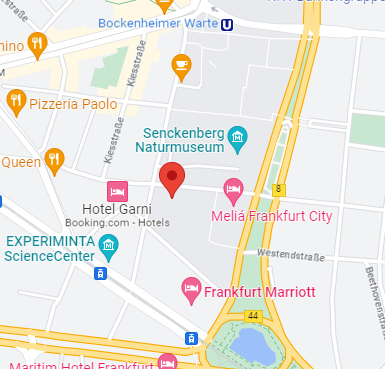 Bockenheimer Warte U
Kiesstraße
Pizzeria Paolo
Senckenberg
Naturmuseum
Kiesstraße
Queen
8
Hotel Garni
Booking.com - Hotels
Meliá Frankfurt City
EXPERIMINTA
ScienceCenter
Westendstraße
Beethovenstraße
Frankfurt Marriott
44
Maritim Hotel Frankfurt